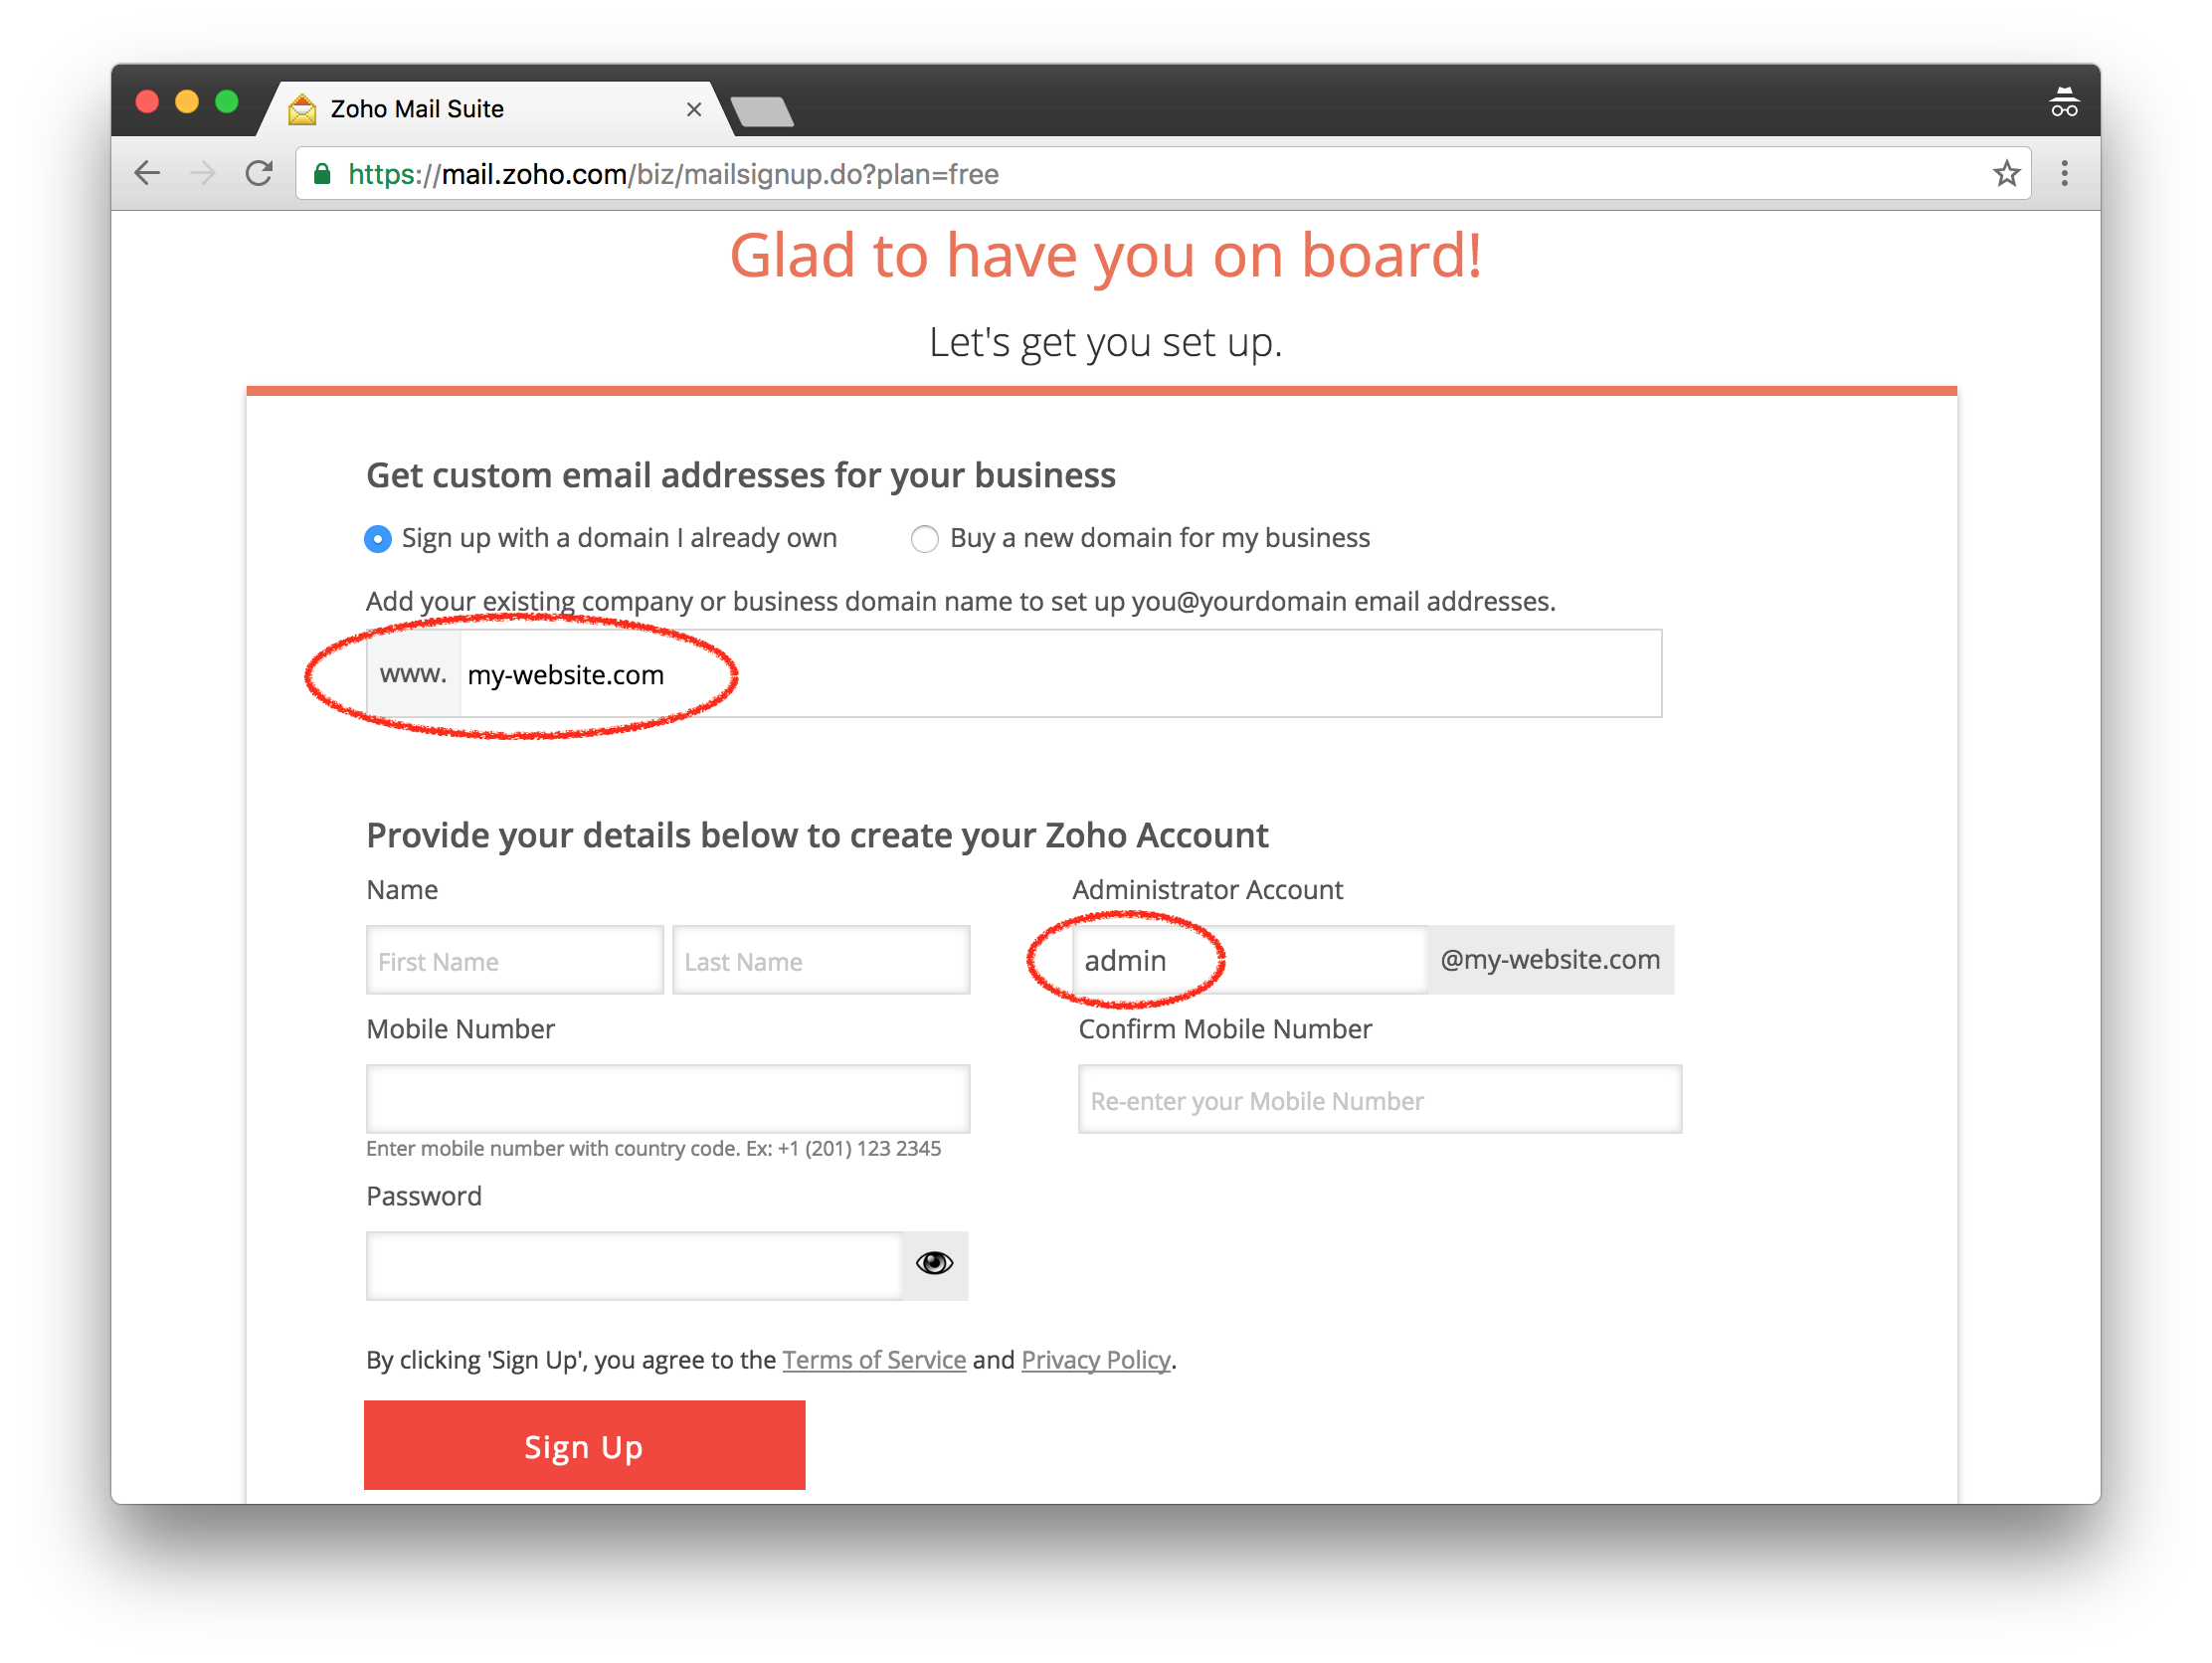 Zoho Mail Suite
https://mail.zoho.com/biz/mailsignup.do?plan=free
Glad to have you on board!
Let's get you set up.
Get custom email addresses for your business
Sign up with a domain I already own Buy a new domain for my business
Add your existing company or business domain name to set up you@yourdomain email addresses.
www. my-website.com
Provide your details below to create your Zoho Account
Name Administrator Account
First Name Last Name admin @my-website.com
Mobile Number Confirm Mobile Number
Re-enter your Mobile Number
Enter mobile number with country code. Ex: +1 (201) 123 2345
Password
By clicking 'Sign Up', you agree to the Terms of Service and Privacy Policy.
Sign Up